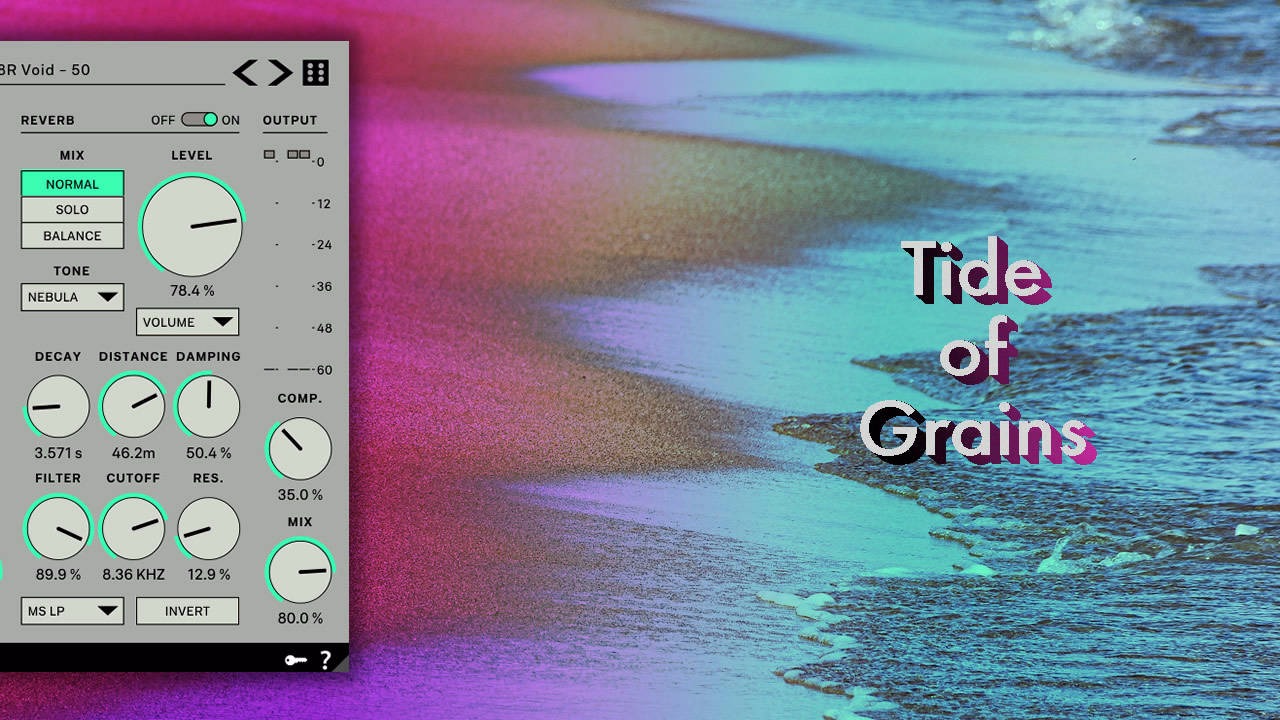 8R Void - 50
REVERB OFF ON OUTPUT
MIX LEVEL
NORMAL
SOLO
BALANCE
TONE
NEBULA
78.4 %
VOLUME
0
-12
-24
-36
-48
-60
DECAY DISTANCE DAMPING
3.571 s 46.2m 50.4 %
FILTER CUTOFF RES.
89.9 % 8.36 KHZ 12.9 %
MS LP INVERT
COMP.
35.0 %
MIX
80.0 %
?
Tide
of
Grains